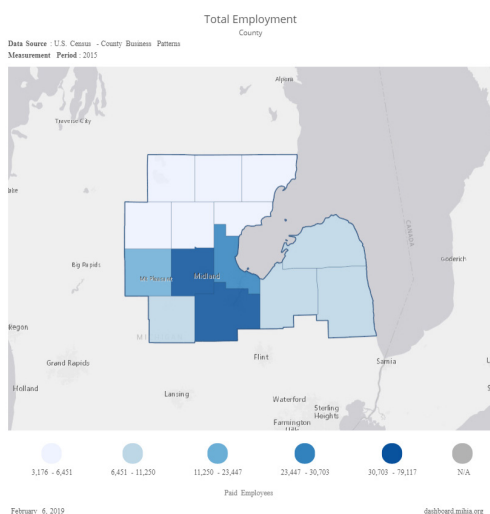 Total Employment
County
Data Source : U.S. Census - County Business Patterns
Measurement Period : 2015
Alpena
Traverse City
CANADA
Big Rapids
Mt Pleasant
Midland
Goderich
Flint
Sarnia
Grand Rapids
Holland
Lansing
Waterford
Sterling
Heights
Farmington
Hills
3,176 - 6,451
6,451 - 11,250
11,250 - 23,447
23,447 - 30,703
30,703 - 79,117
N/A
Paid Employees
February 6, 2019
dashboard.mihia.org